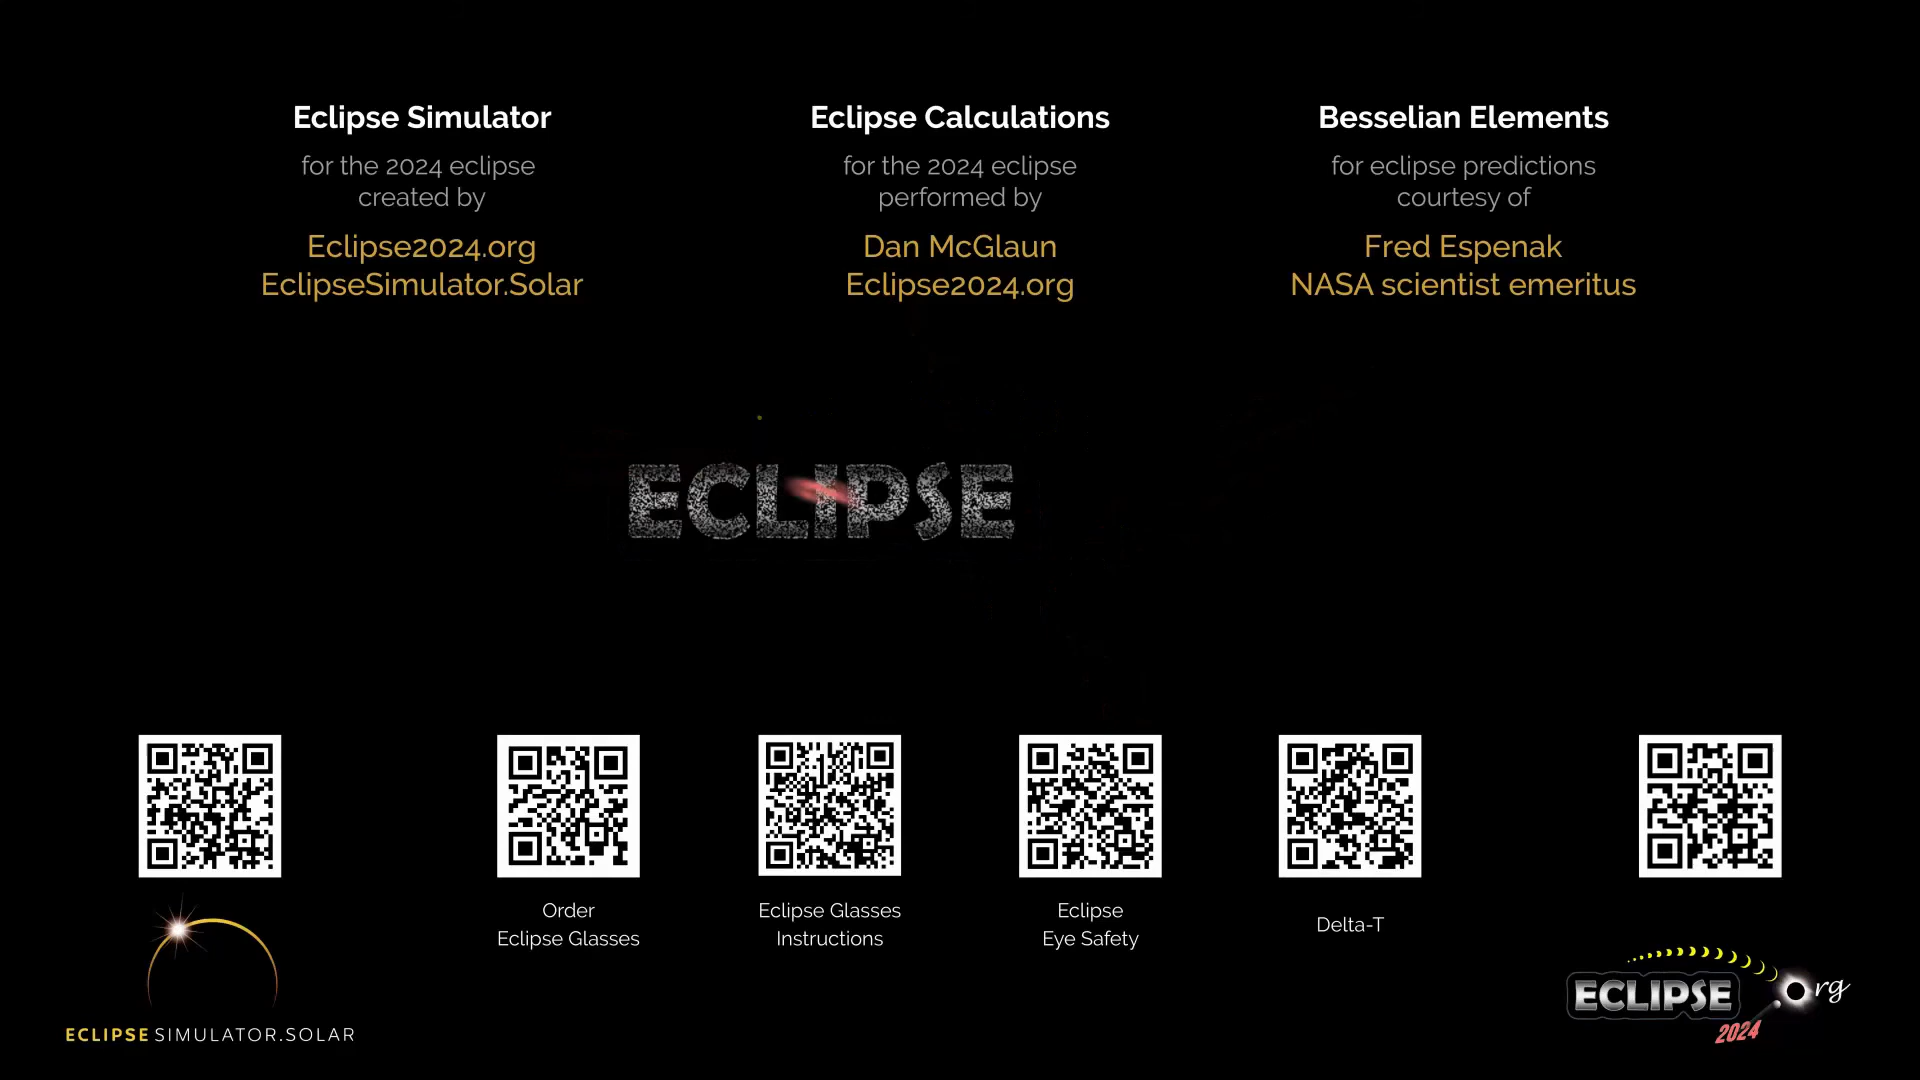 Eclipse Simulator
for the 2024 eclipse
created by
Eclipse2024.org
EclipseSimulator.Solar
Eclipse Calculations
for the 2024 eclipse
performed by
Dan McGlaun
Eclipse2024.org
Besselian Elements
for eclipse predictions
courtesy of
Fred Espenak
NASA scientist emeritus
ECLIPSE
Order
Eclipse Glasses
Eclipse Glasses
Instructions
Eclipse
Eye Safety
Delta-T
ECLIPSESIMULATOR.SOLAR
ECLIPSE Org
2024